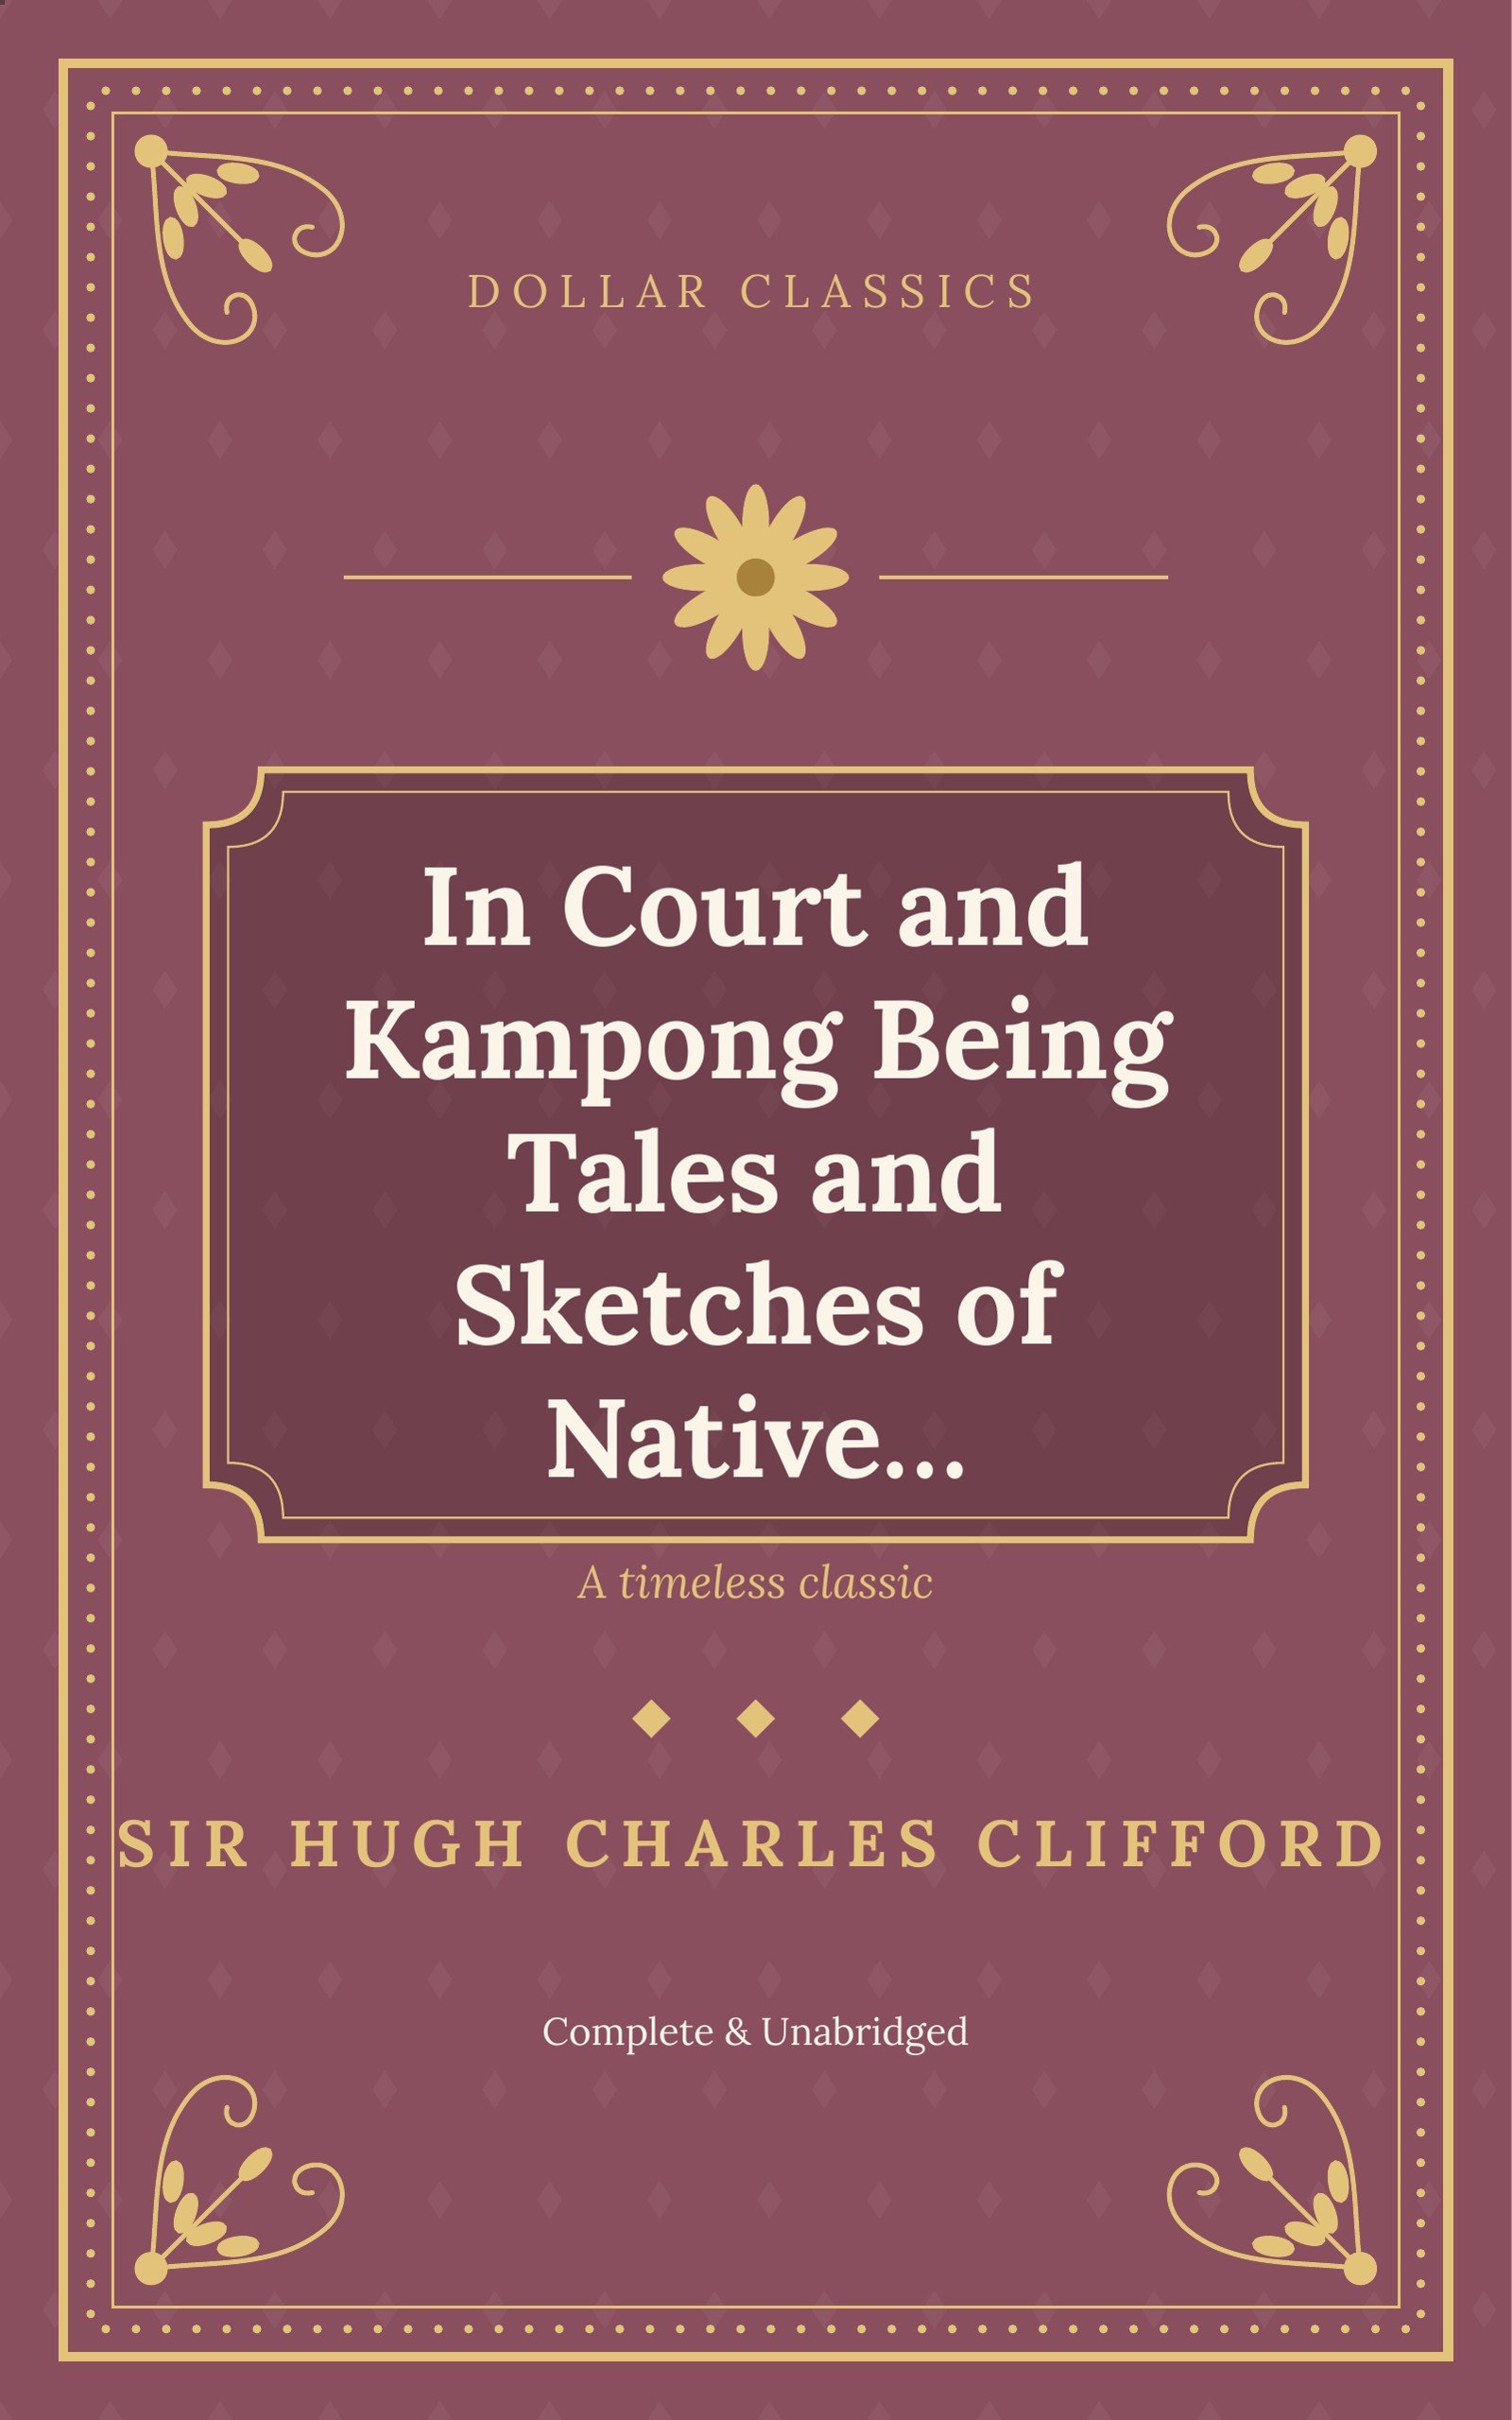 DOLLAR CLASSICS
In Court and
Kampong Being
Tales and
Sketches of
Native...
A timeless classic
SIR HUGH CHARLES CLIFFORD
Complete & Unabridged